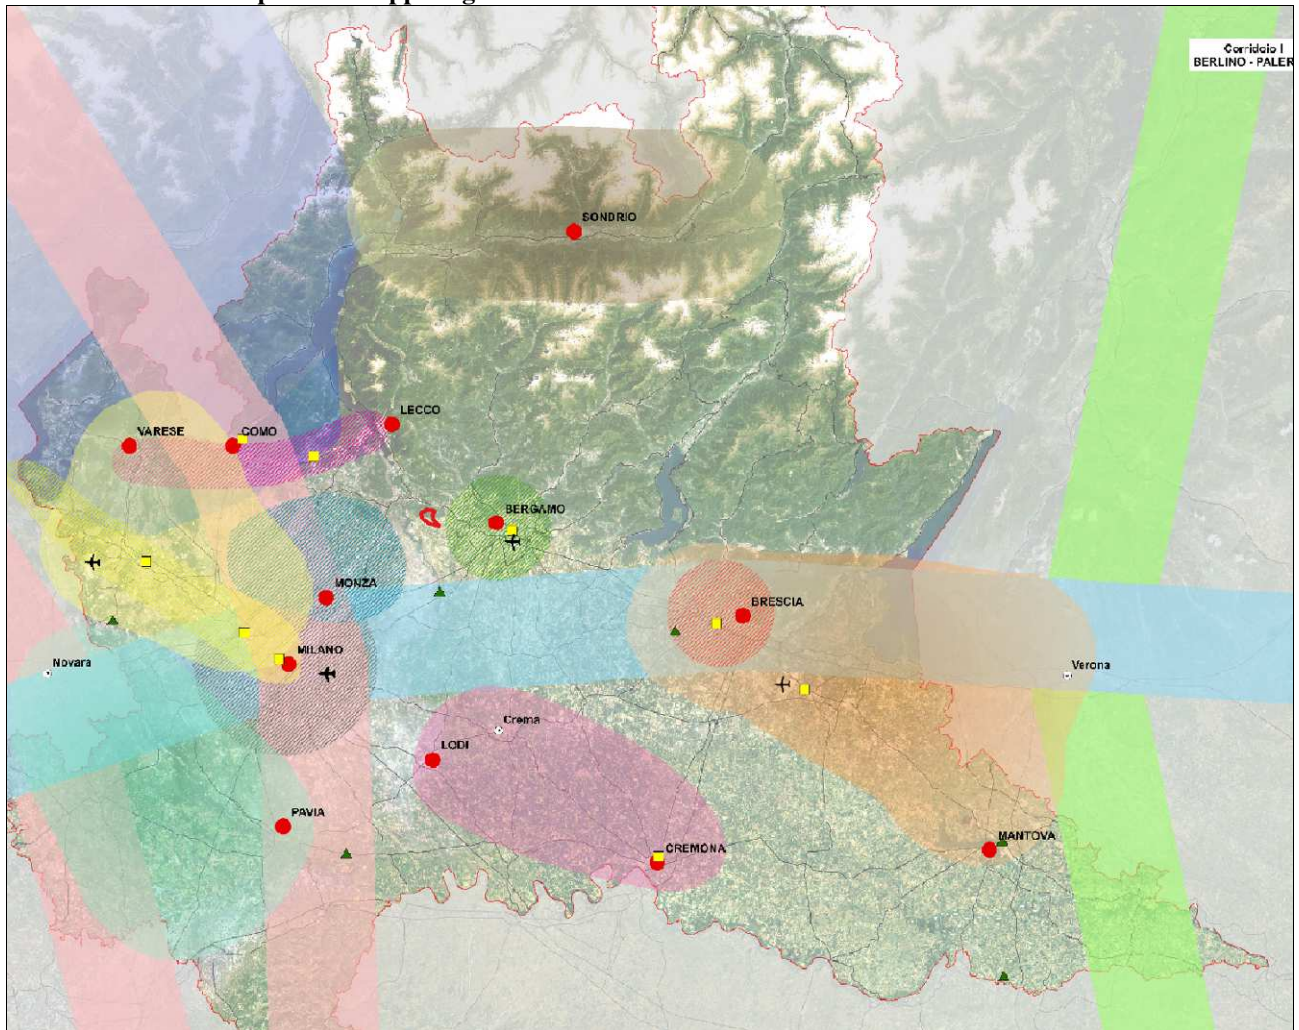 Corridoio I
BERLINO - PALER
SONDRIO
LECCO
VARESE
COMO
BERGAMO
MONZA
BRESCIA
MILANO
Novara
Verona
Crema
LODI
PAVIA
MANTOVA
CREMONA